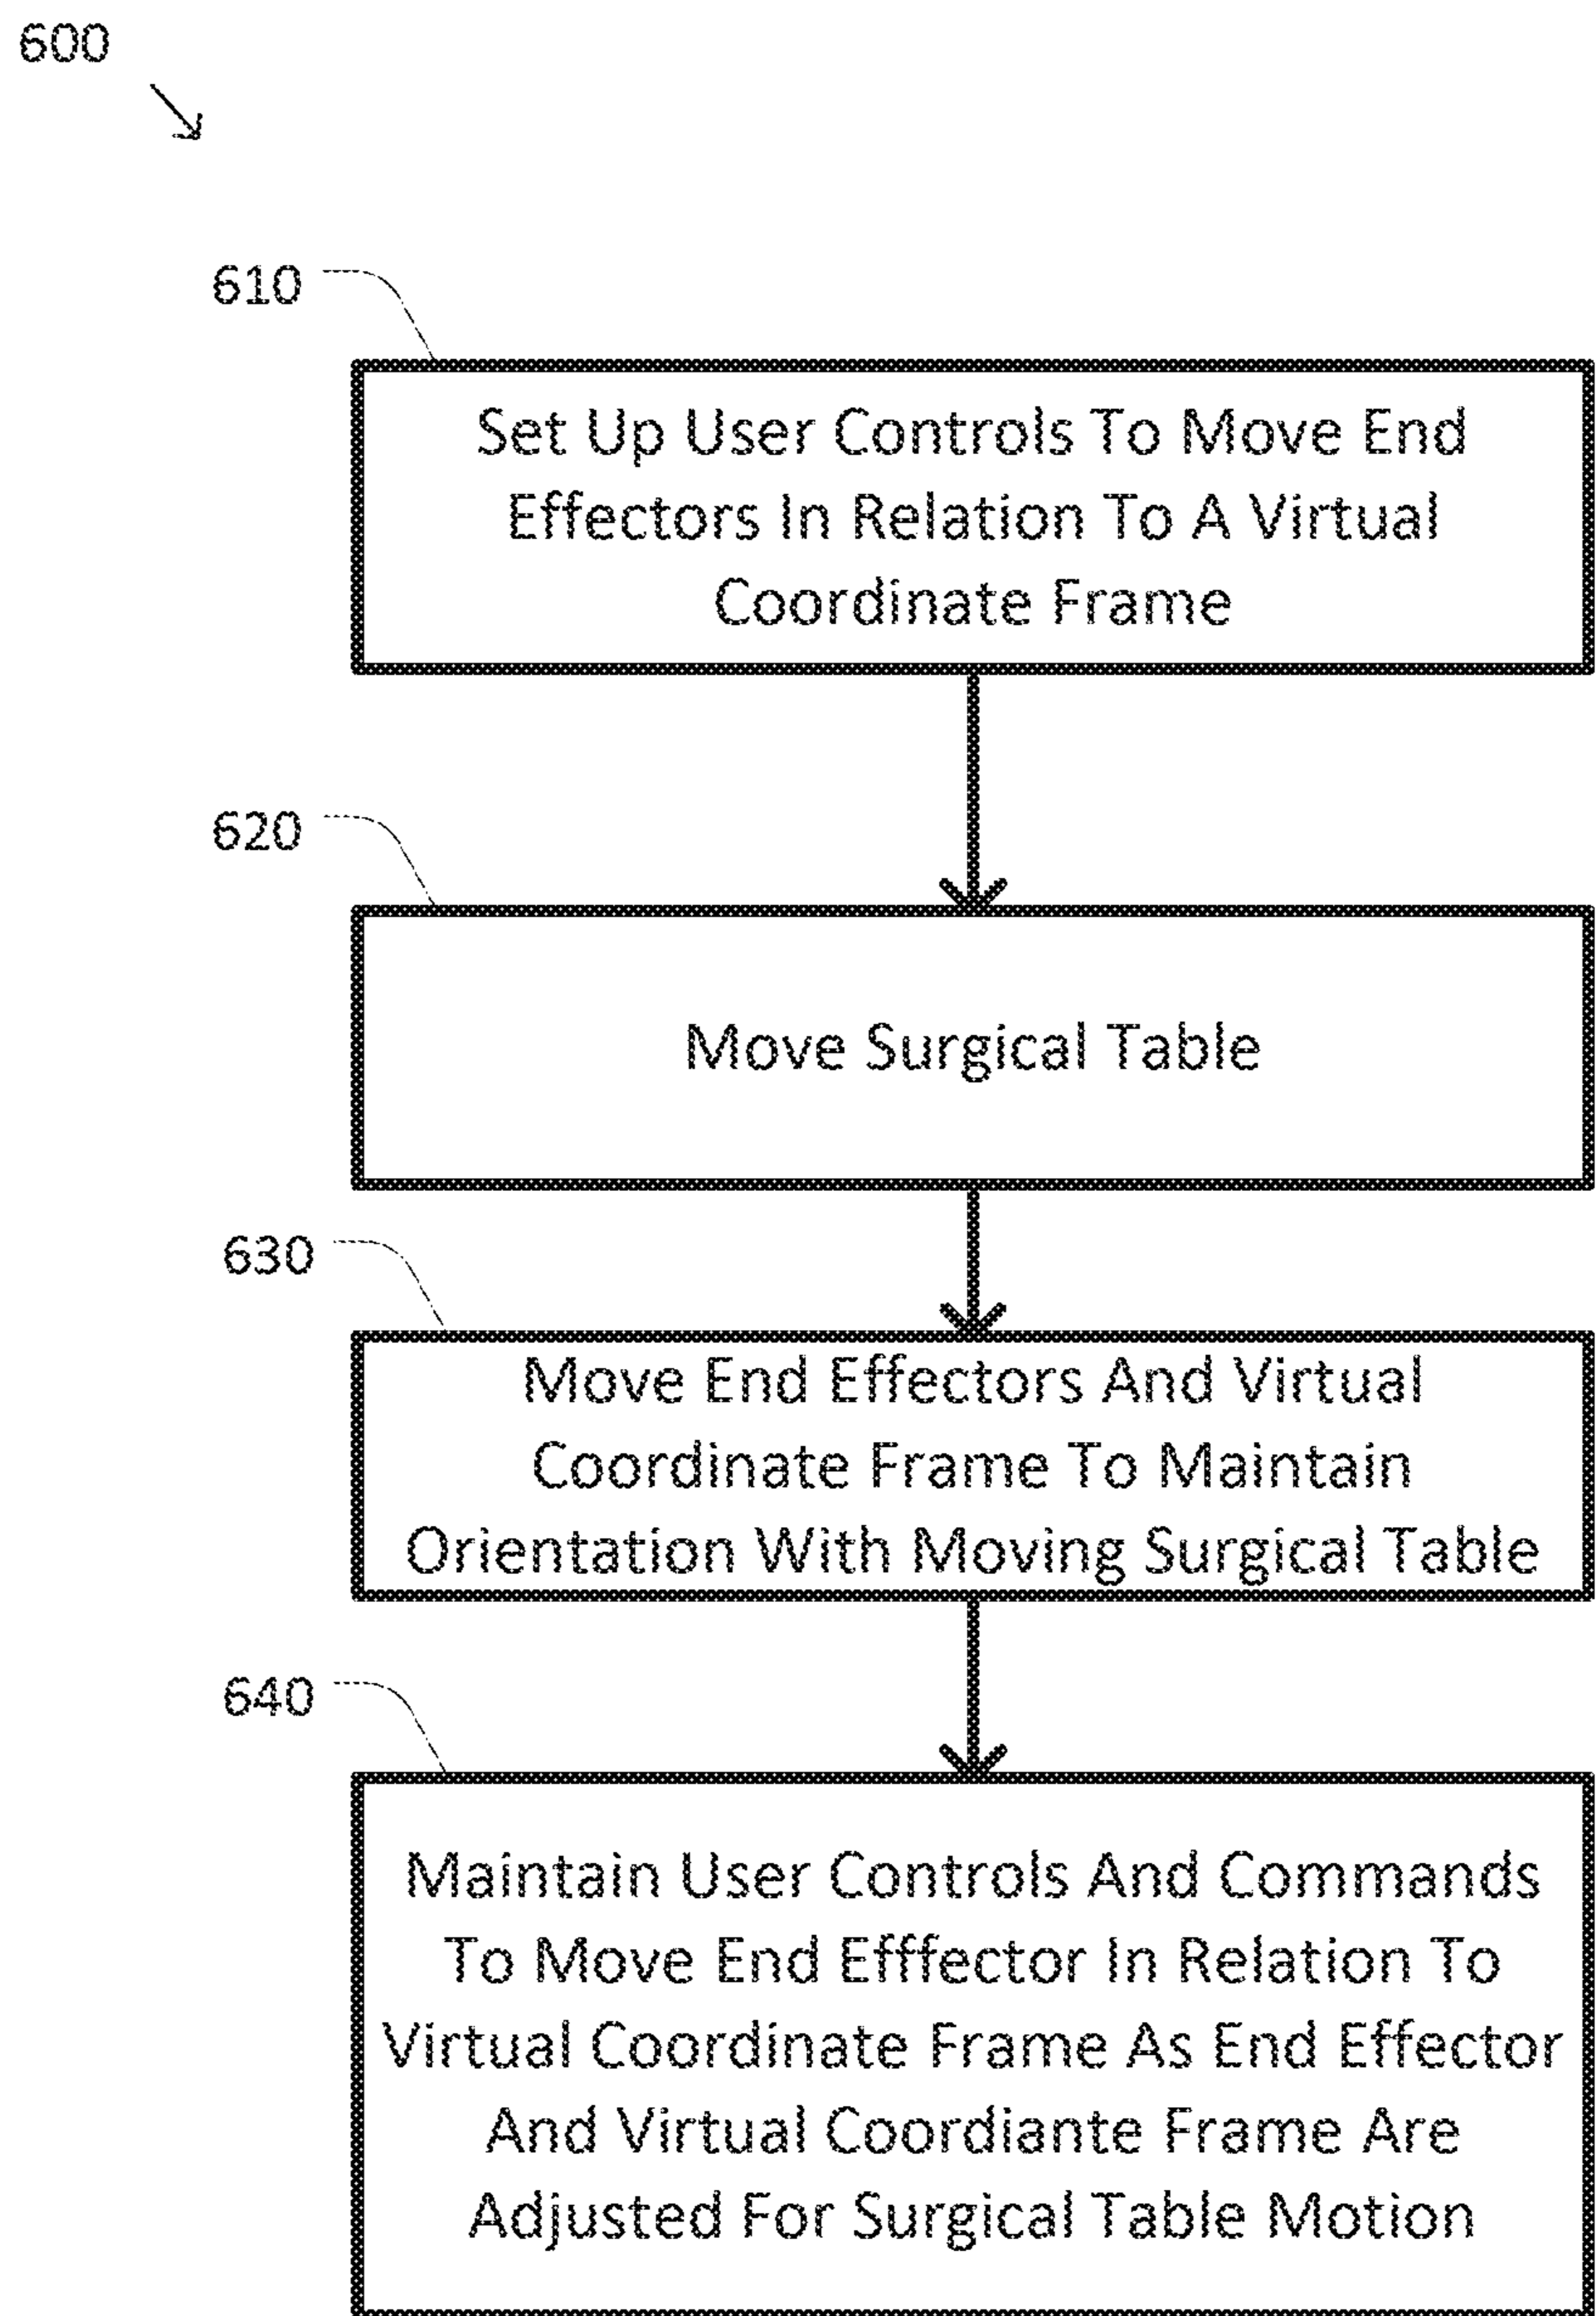 600
610
Set Up User Controls To Move End
Effectors In Relation To A Virtual
Coordinate Frame
620
Move Surgical Table
630
Move End Effectors And Virtual
Coordinate Frame To Maintain
Orientation With Moving Surgical Table
640
Maintain User Controls And Commands
To Move End Efffector In Relation To
Virtual Coordinate Frame As End Effector
And Virtual Coordiante Frame Are
Adjusted For Surgical Table Motion